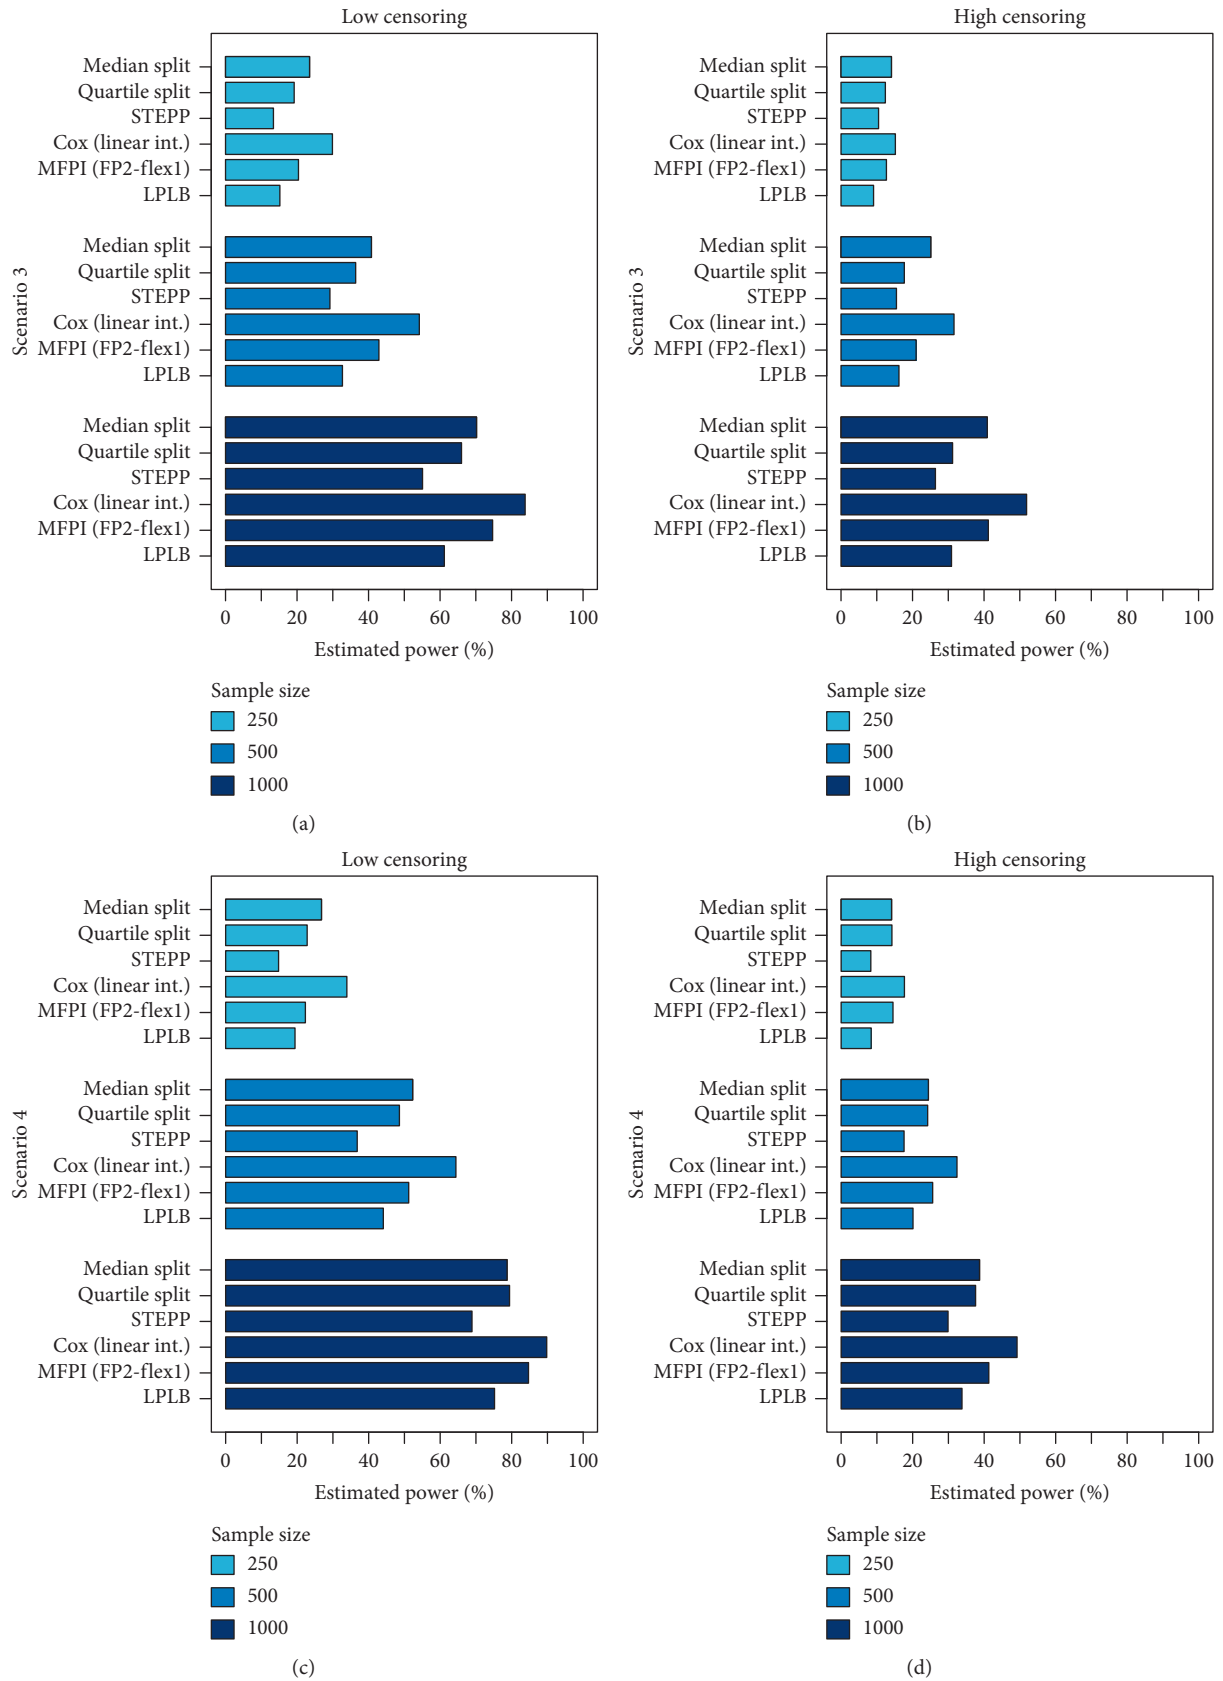 Low censoring
Scenario 3
Median split
Quartile split
STEPP
Cox (linear int.)
MFPI (FP2-flex1)
LPLB
Median split
Quartile split
STEPP
Cox (linear int.)
MFPI (FP2-flex1)
LPLB
Median split
Quartile split
STEPP
Cox (linear int.)
MFPI (FP2-flex1)
LPLB
0 20 40 60 80 100
Estimated power (%)
Sample size
250
500
1000
(a)
High censoring
Scenario 3
Median split
Quartile split
STEPP
Cox (linear int.)
MFPI (FP2-flex1)
LPLB
Median split
Quartile split
STEPP
Cox (linear int.)
MFPI (FP2-flex1)
LPLB
Median split
Quartile split
STEPP
Cox (linear int.)
MFPI (FP2-flex1)
LPLB
0 20 40 60 80 100
Estimated power (%)
Sample size
250
500
1000
(b)
Low censoring
Scenario 4
Median split
Quartile split
STEPP
Cox (linear int.)
MFPI (FP2-flex1)
LPLB
Median split
Quartile split
STEPP
Cox (linear int.)
MFPI (FP2-flex1)
LPLB
Median split
Quartile split
STEPP
Cox (linear int.)
MFPI (FP2-flex1)
LPLB
0 20 40 60 80 100
Estimated power (%)
Sample size
250
500
1000
(c)
High censoring
Scenario 4
Median split
Quartile split
STEPP
Cox (linear int.)
MFPI (FP2-flex1)
LPLB
Median split
Quartile split
STEPP
Cox (linear int.)
MFPI (FP2-flex1)
LPLB
Median split
Quartile split
STEPP
Cox (linear int.)
MFPI (FP2-flex1)
LPLB
0 20 40 60 80 100
Estimated power (%)
Sample size
250
500
1000
(d)